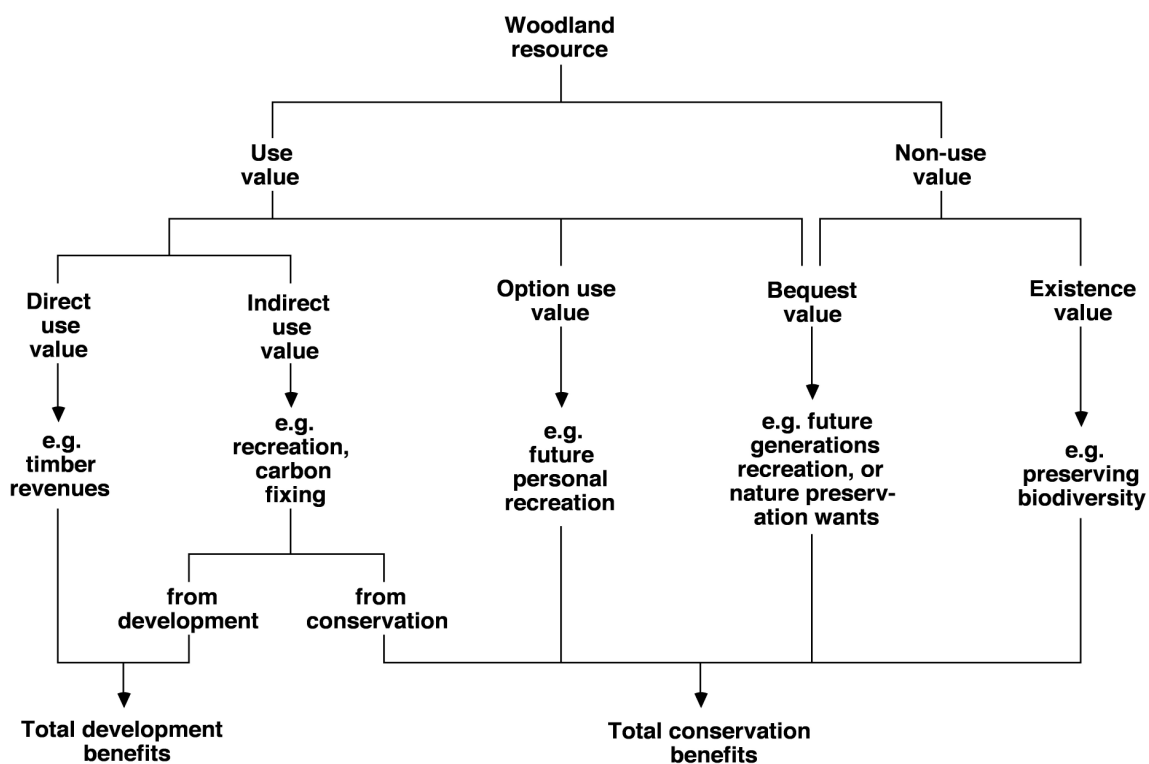 Woodland
resource
Use
value
Non-use
value
Direct
use
value
Indirect
use
value
Option use
value
Bequest
value
Existence
value
e.g.
timber
revenues
e.g.
recreation,
carbon
fixing
e.g.
future
personal
recreation
e.g. future
generations
recreation, or
nature preserv-
ation wants
e.g.
preserving
biodiversity
from
development
from
conservation
Total development
benefits
Total conservation
benefits